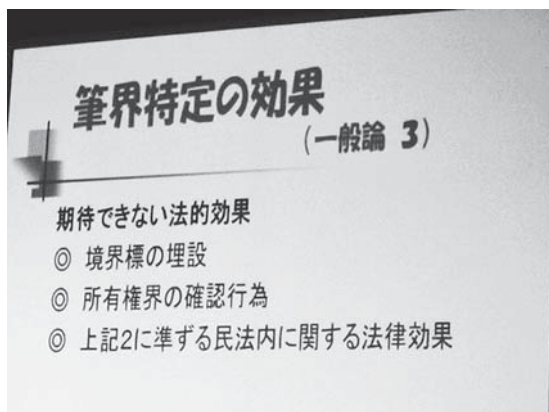 筆界特定の効果
(一般論 3)
期待できない法的効果
◎ 境界標の埋設
◎ 所有権界の確認行為
◎ 上記2に準ずる民法内に関する法律効果